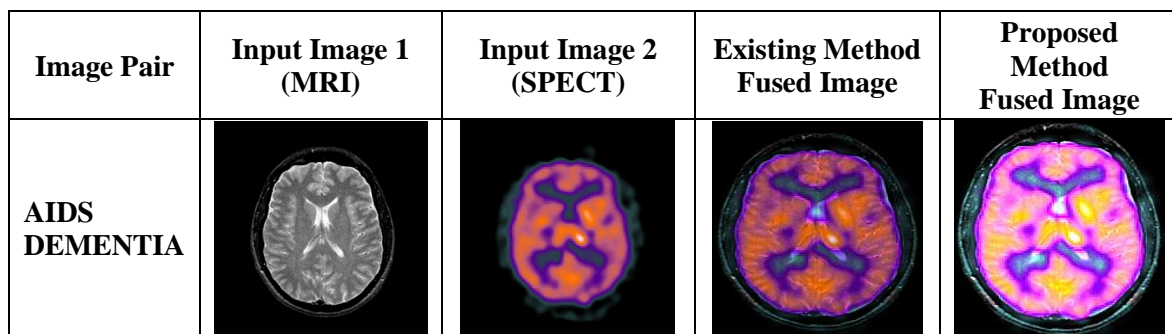 Image Pair
Input Image 1
(MRI)
Input Image 2
(SPECT)
Existing Method
Fused Image
Proposed
Method
Fused Image
AIDS
DEMENTIA